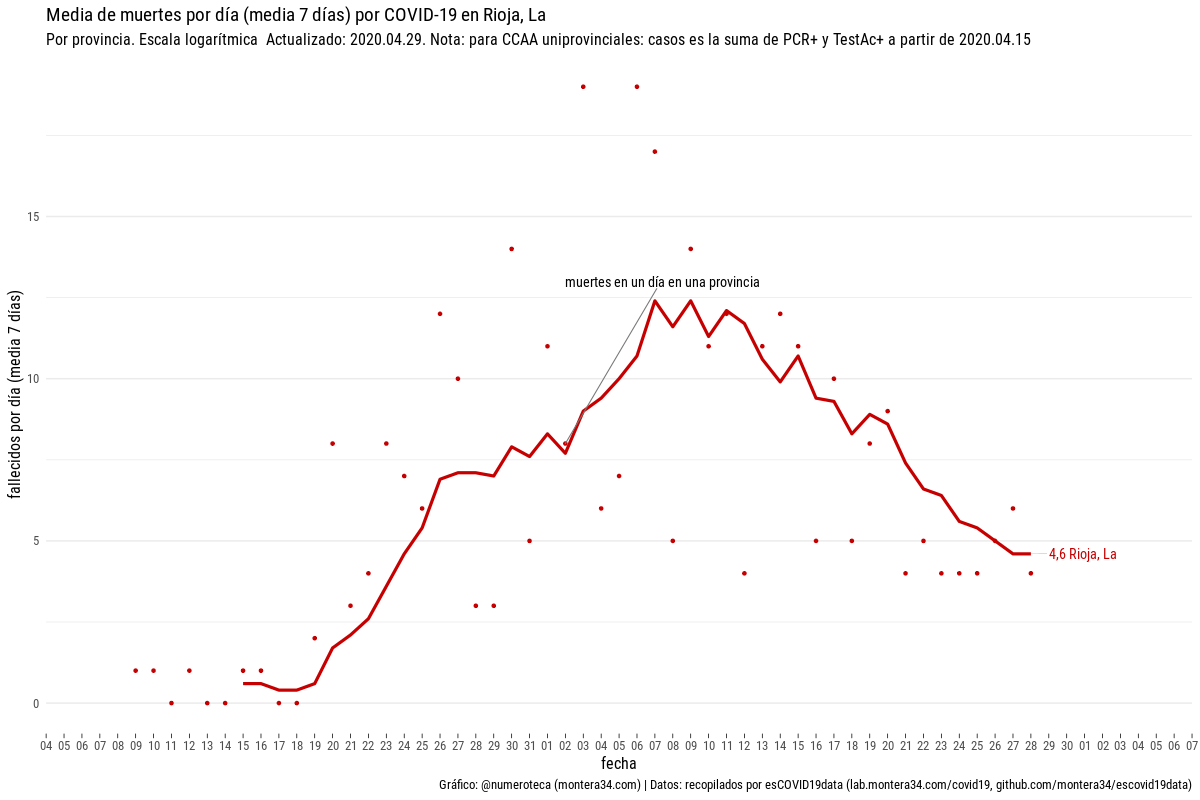 Media de muertes por día (media 7 días) por COVID-19 en Rioja, La
Por provincia. Escala logarítmica  Actualizado: 2020.04.29. Nota: para CCAA uniprovinciales: casos es la suma de PCR+ y TestAc+ a partir de 2020.04.15
fallecidos por día (media 7 días)
15
10
5
0
muertes en un día en una provincia
4,6 Rioja, La
04 05 06 07 08 09 10 11 12 13 14 15 16 17 18 19 20 21 22 23 24 25 26 27 28 29 30 31 01 02 03 04 05 06 07 08 09 10 11 12 13 14 15 16 17 18 19 20 21 22 23 24 25 26 27 28 29 30 01 02 03 04 05 06 07
fecha
Gráfico: @numeroteca (montera34.com) | Datos: recopilados por esCOVID19data (lab.montera34.com/covid19, github.com/montera34/escovid19data)